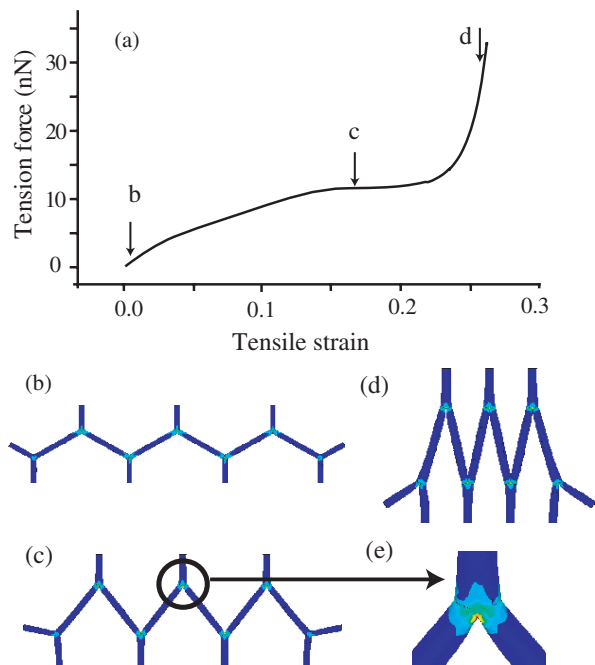 (a)
Tension force (nN)
30
20
10
0
b
c
d
0.0
0.1
0.2
0.3
Tensile strain
(b)
(d)
(c)
(e)